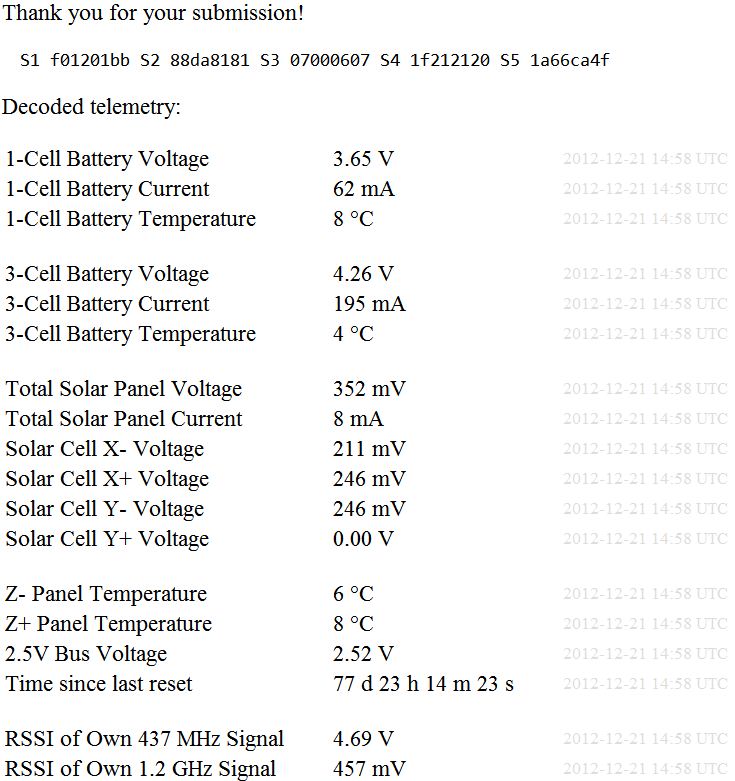 Thank you for your submission!
S1 f01201bb S2 88da8181 S3 07000607 S4 1f212120 S5 1a66ca4f
Decoded telemetry:
1-Cell Battery Voltage 3.65 V 2012-12-21 14:58 UTC
1-Cell Battery Current 62 mA 2012-12-21 14:58 UTC
1-Cell Battery Temperature 8 °C 2012-12-21 14:58 UTC
3-Cell Battery Voltage 4.26 V 2012-12-21 14:58 UTC
3-Cell Battery Current 195 mA 2012-12-21 14:58 UTC
3-Cell Battery Temperature 4 °C 2012-12-21 14:58 UTC
Total Solar Panel Voltage 352 mV 2012-12-21 14:58 UTC
Total Solar Panel Current 8 mA 2012-12-21 14:58 UTC
Solar Cell X- Voltage 211 mV 2012-12-21 14:58 UTC
Solar Cell X+ Voltage 246 mV 2012-12-21 14:58 UTC
Solar Cell Y- Voltage 246 mV 2012-12-21 14:58 UTC
Solar Cell Y+ Voltage 0.00 V 2012-12-21 14:58 UTC
Z- Panel Temperature 6 °C 2012-12-21 14:58 UTC
Z+ Panel Temperature 8 °C 2012-12-21 14:58 UTC
2.5V Bus Voltage 2.52 V 2012-12-21 14:58 UTC
Time since last reset 77 d 23 h 14 m 23 s 2012-12-21 14:58 UTC
RSSI of Own 437 MHz Signal 4.69 V 2012-12-21 14:58 UTC
RSSI of Own 1.2 GHz Signal 457 mV 2012-12-21 14:58 UTC